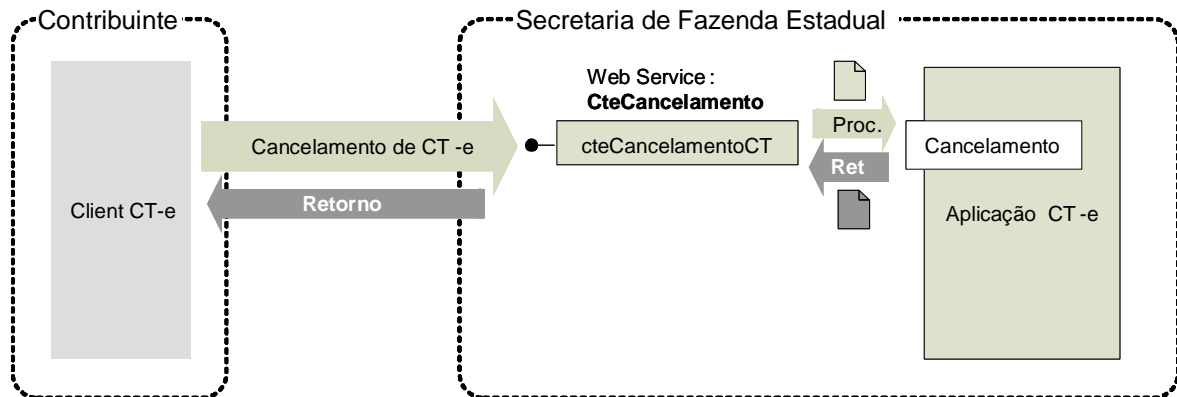 Contribuinte
Secretaria de Fazenda Estadual
Web Service :
CteCancelamento
Cancelamento de CT -e
cteCancelamentoCT
Proc.
Cancelamento
Ret
Client CT-e
Retorno
Aplicação CT -e